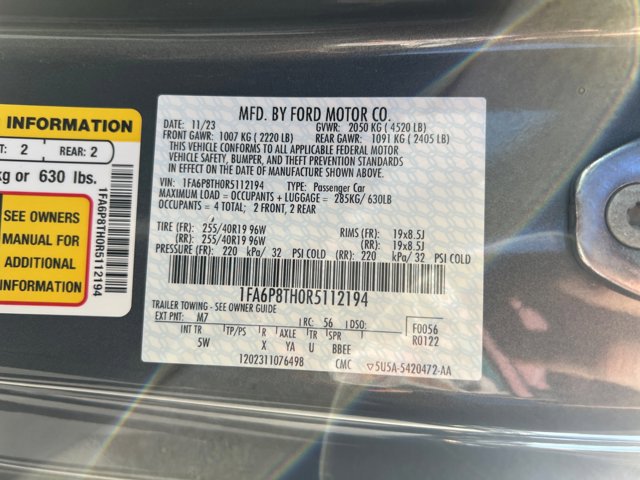 INFORMATION
2 REAR: 2
kg or 630 lbs.
SEE OWNERS
MANUAL FOR
ADDITIONAL
INFORMATION
1FA6P8TH0R5112194
MFD. BY FORD MOTOR CO.
DATE: 11/23 GVWR: 2050 KG ( 4520 LB)
FRONT GAWR: 1007 KG ( 2220 LB) REAR GAWR: 1091 KG ( 2405 LB)
THIS VEHICLE CONFORMS TO ALL APPLICABLE FEDERAL MOTOR
VEHICLE SAFETY, BUMPER, AND THEFT PREVENTION STANDARDS
IN EFFECT ON THE DATE OF MANUFACTURE SHOWN ABOVE.
VIN: 1FA6P8TH0R5112194 TYPE: Passenger Car
MAXIMUM LOAD = OCCUPANTS + LUGGAGE = 285KG/ 630LB
OCCUPANTS = 4 TOTAL; 2 FRONT, 2 REAR
TIRE (FR): 255/40R19 96W RIMS (FR): 19x8.5J
(RR): 255/40R19 96W (RR): 19x8.5J
PRESSURE (FR): 220 kPa/ 32 PSI COLD (RR): 220 kPa/ 32 PSI COLD
1FA6P8TH0R5112194
TRAILER TOWING - SEE OWNER GUIDE
EXT PNT: M7 RC: 56 DSO: F0056
R0122
INT TR TP/PS R AXLE TR SPR
5W X YA U BBEE
1202311076498 CMC ▽5U5A-5420472-AA